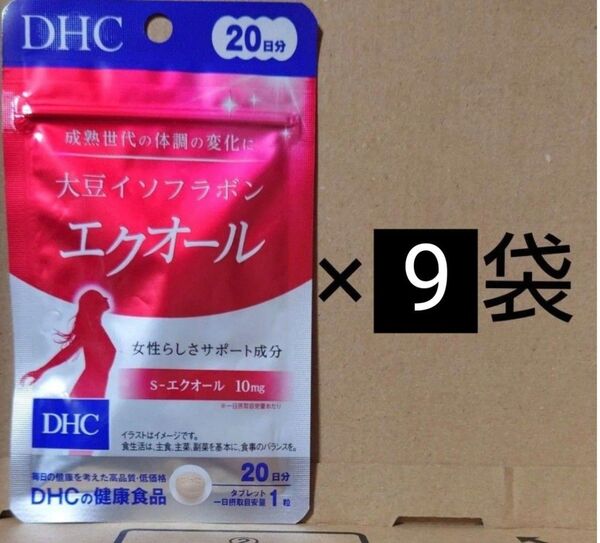 DHC
20日分
成熟世代の体調の変化に
大豆イソフラボン
エクオール
× 9 袋
女性らしさサポート成分
S-エクオール 10mg
※一日摂取目安量あたり
DHC
イラストはイメージです。
食生活は、主食、主菜、副菜を基本に、食事のバランスを。
毎日の健康を考えた高品質・低価格
DHCの健康食品
20日分
タブレット
一日摂取目安量1粒